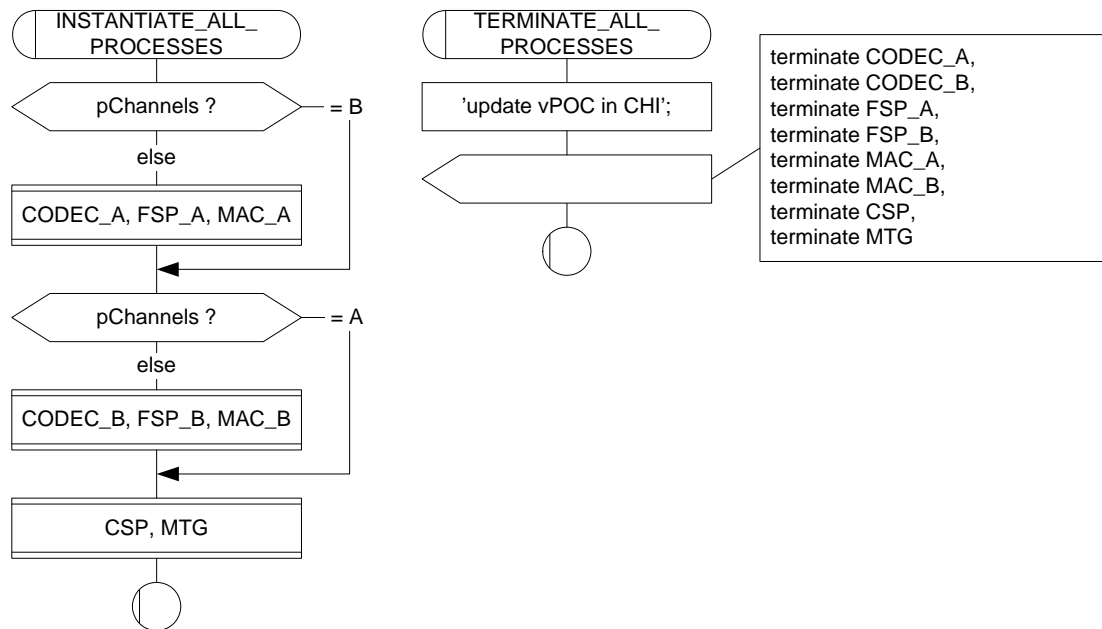 INSTANTIATE_ALL_
PROCESSES
pChannels ?
= B
else
CODEC_A, FSP_A, MAC_A
pChannels ?
= A
else
CODEC_B, FSP_B, MAC_B
CSP, MTG
TERMINATE_ALL_
PROCESSES
'update vPOC in CHI';
terminate CODEC_A,
terminate CODEC_B,
terminate FSP_A,
terminate FSP_B,
terminate MAC_A,
terminate MAC_B,
terminate CSP,
terminate MTG